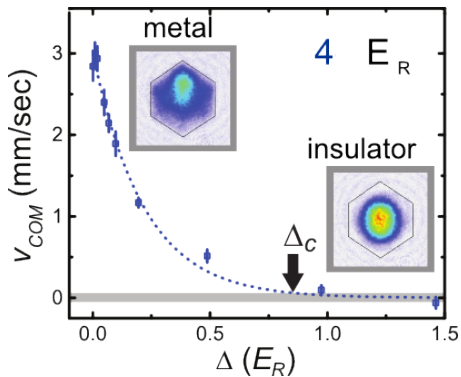 metal
4 E_R
insulator
Δ_c
3
2
1
0
v_COM (mm/sec)
0.0 0.5 1.0 1.5
Δ (E_R)